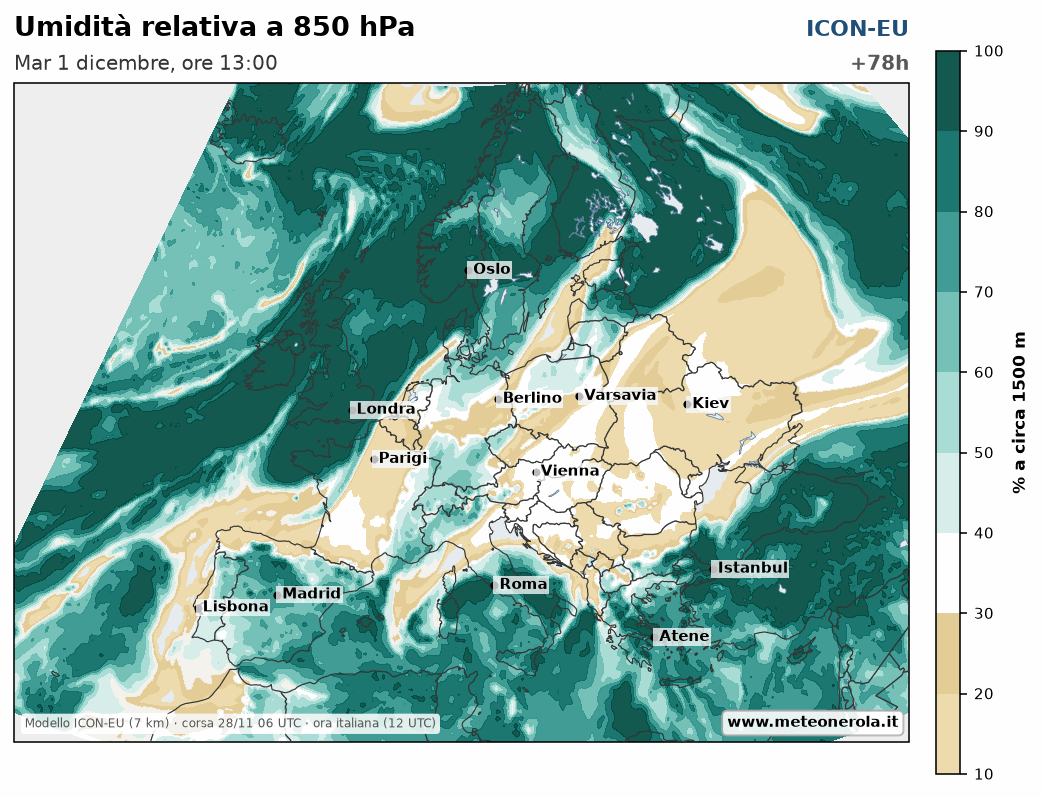 Umidità relativa a 850 hPa
ICON-EU
Mar 1 dicembre, ore 13:00
+78h
Oslo
Londra
Berlino
Varsavia
Kiev
Parigi
Vienna
Istanbul
Roma
Madrid
Lisbona
Atene
Modello ICON-EU (7 km) · corsa 28/11 06 UTC · ora italiana (12 UTC)
www.meteonerola.it
100
90
80
70
60
50
40
30
20
10
% a circa 1500 m